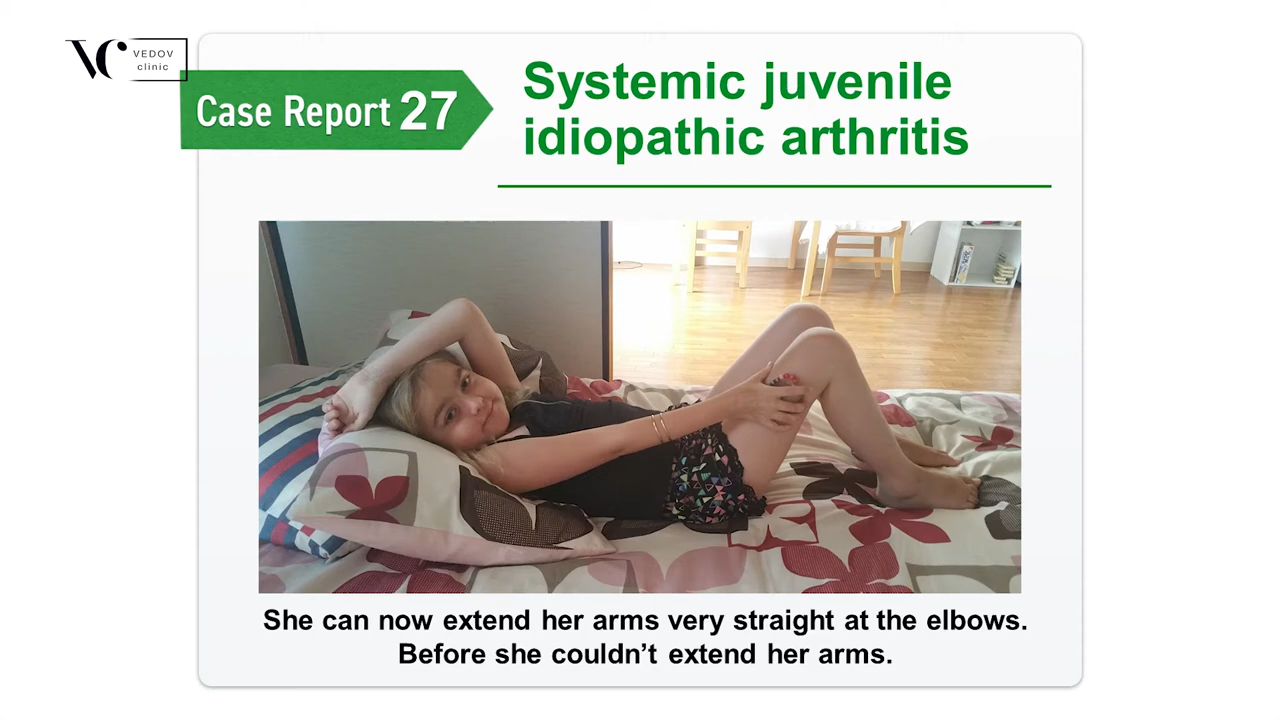 VC VEDOV
clinic
Case Report 27
Systemic juvenile
idiopathic arthritis
She can now extend her arms very straight at the elbows.
Before she couldn’t extend her arms.